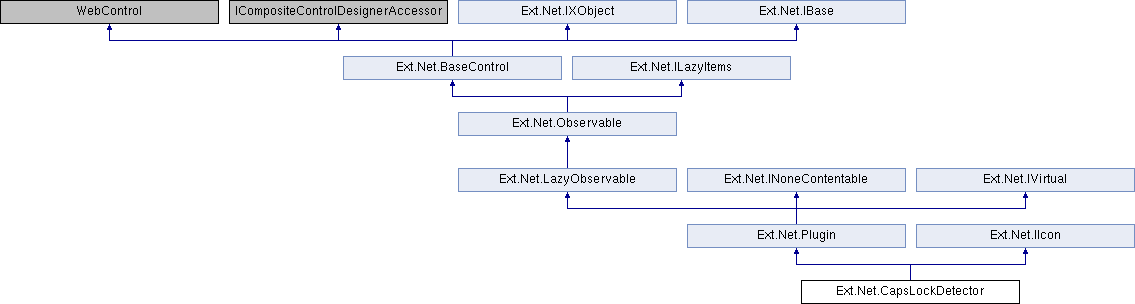 WebControl
ICompositeControlDesignerAccessor
Ext.Net.IXObject
Ext.Net.IBase
Ext.Net.BaseControl
Ext.Net.ILazyItems
Ext.Net.Observable
Ext.Net.LazyObservable
Ext.Net.INoneContentable
Ext.Net.IVirtual
Ext.Net.Plugin
Ext.Net.IIcon
Ext.Net.CapsLockDetector